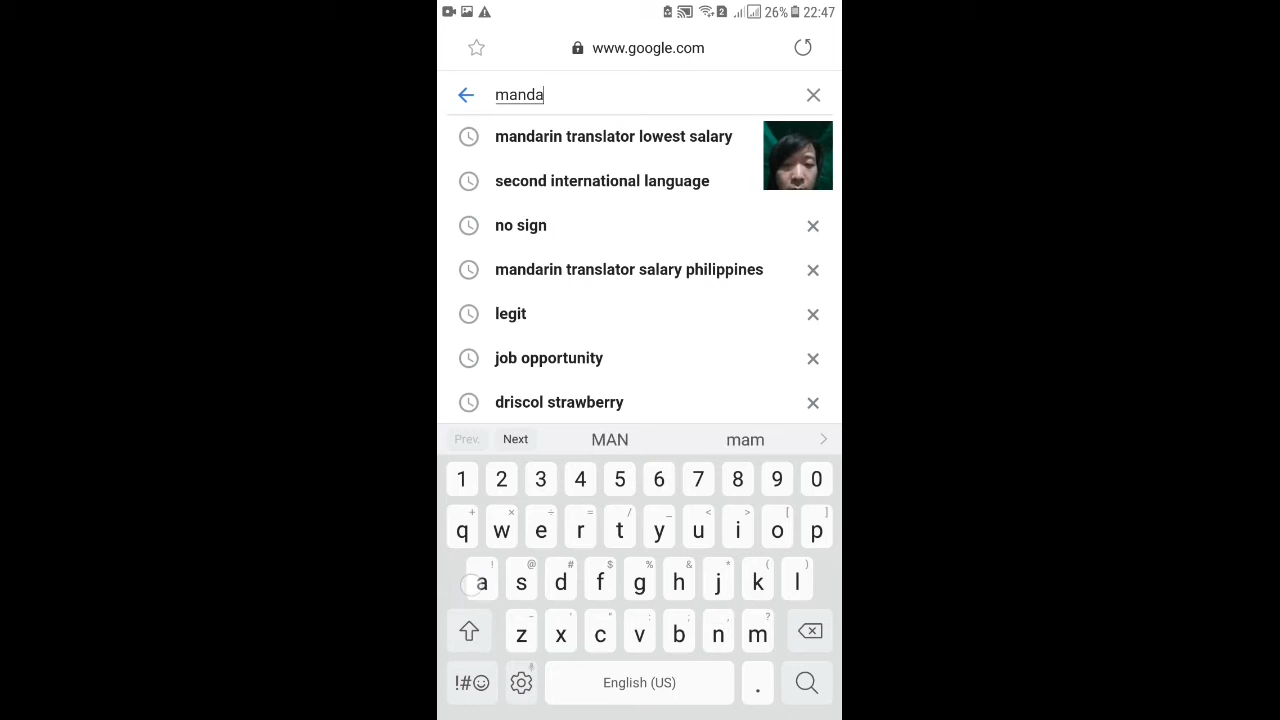 2 26% 22:47
www.google.com
manda
mandarin translator lowest salary
second international language
no sign
mandarin translator salary philippines
legit
job opportunity
driscol strawberry
Prev. Next MAN mam
1 2 3 4 5 6 7 8 9 0
+ × ÷ = / _ < > [ ]
q w e r t y u i o p
! @ # $ % & * ( )
a s d f g h j k l
- ' " : ; , ?
z x c v b n m
!#☺ English (US) .